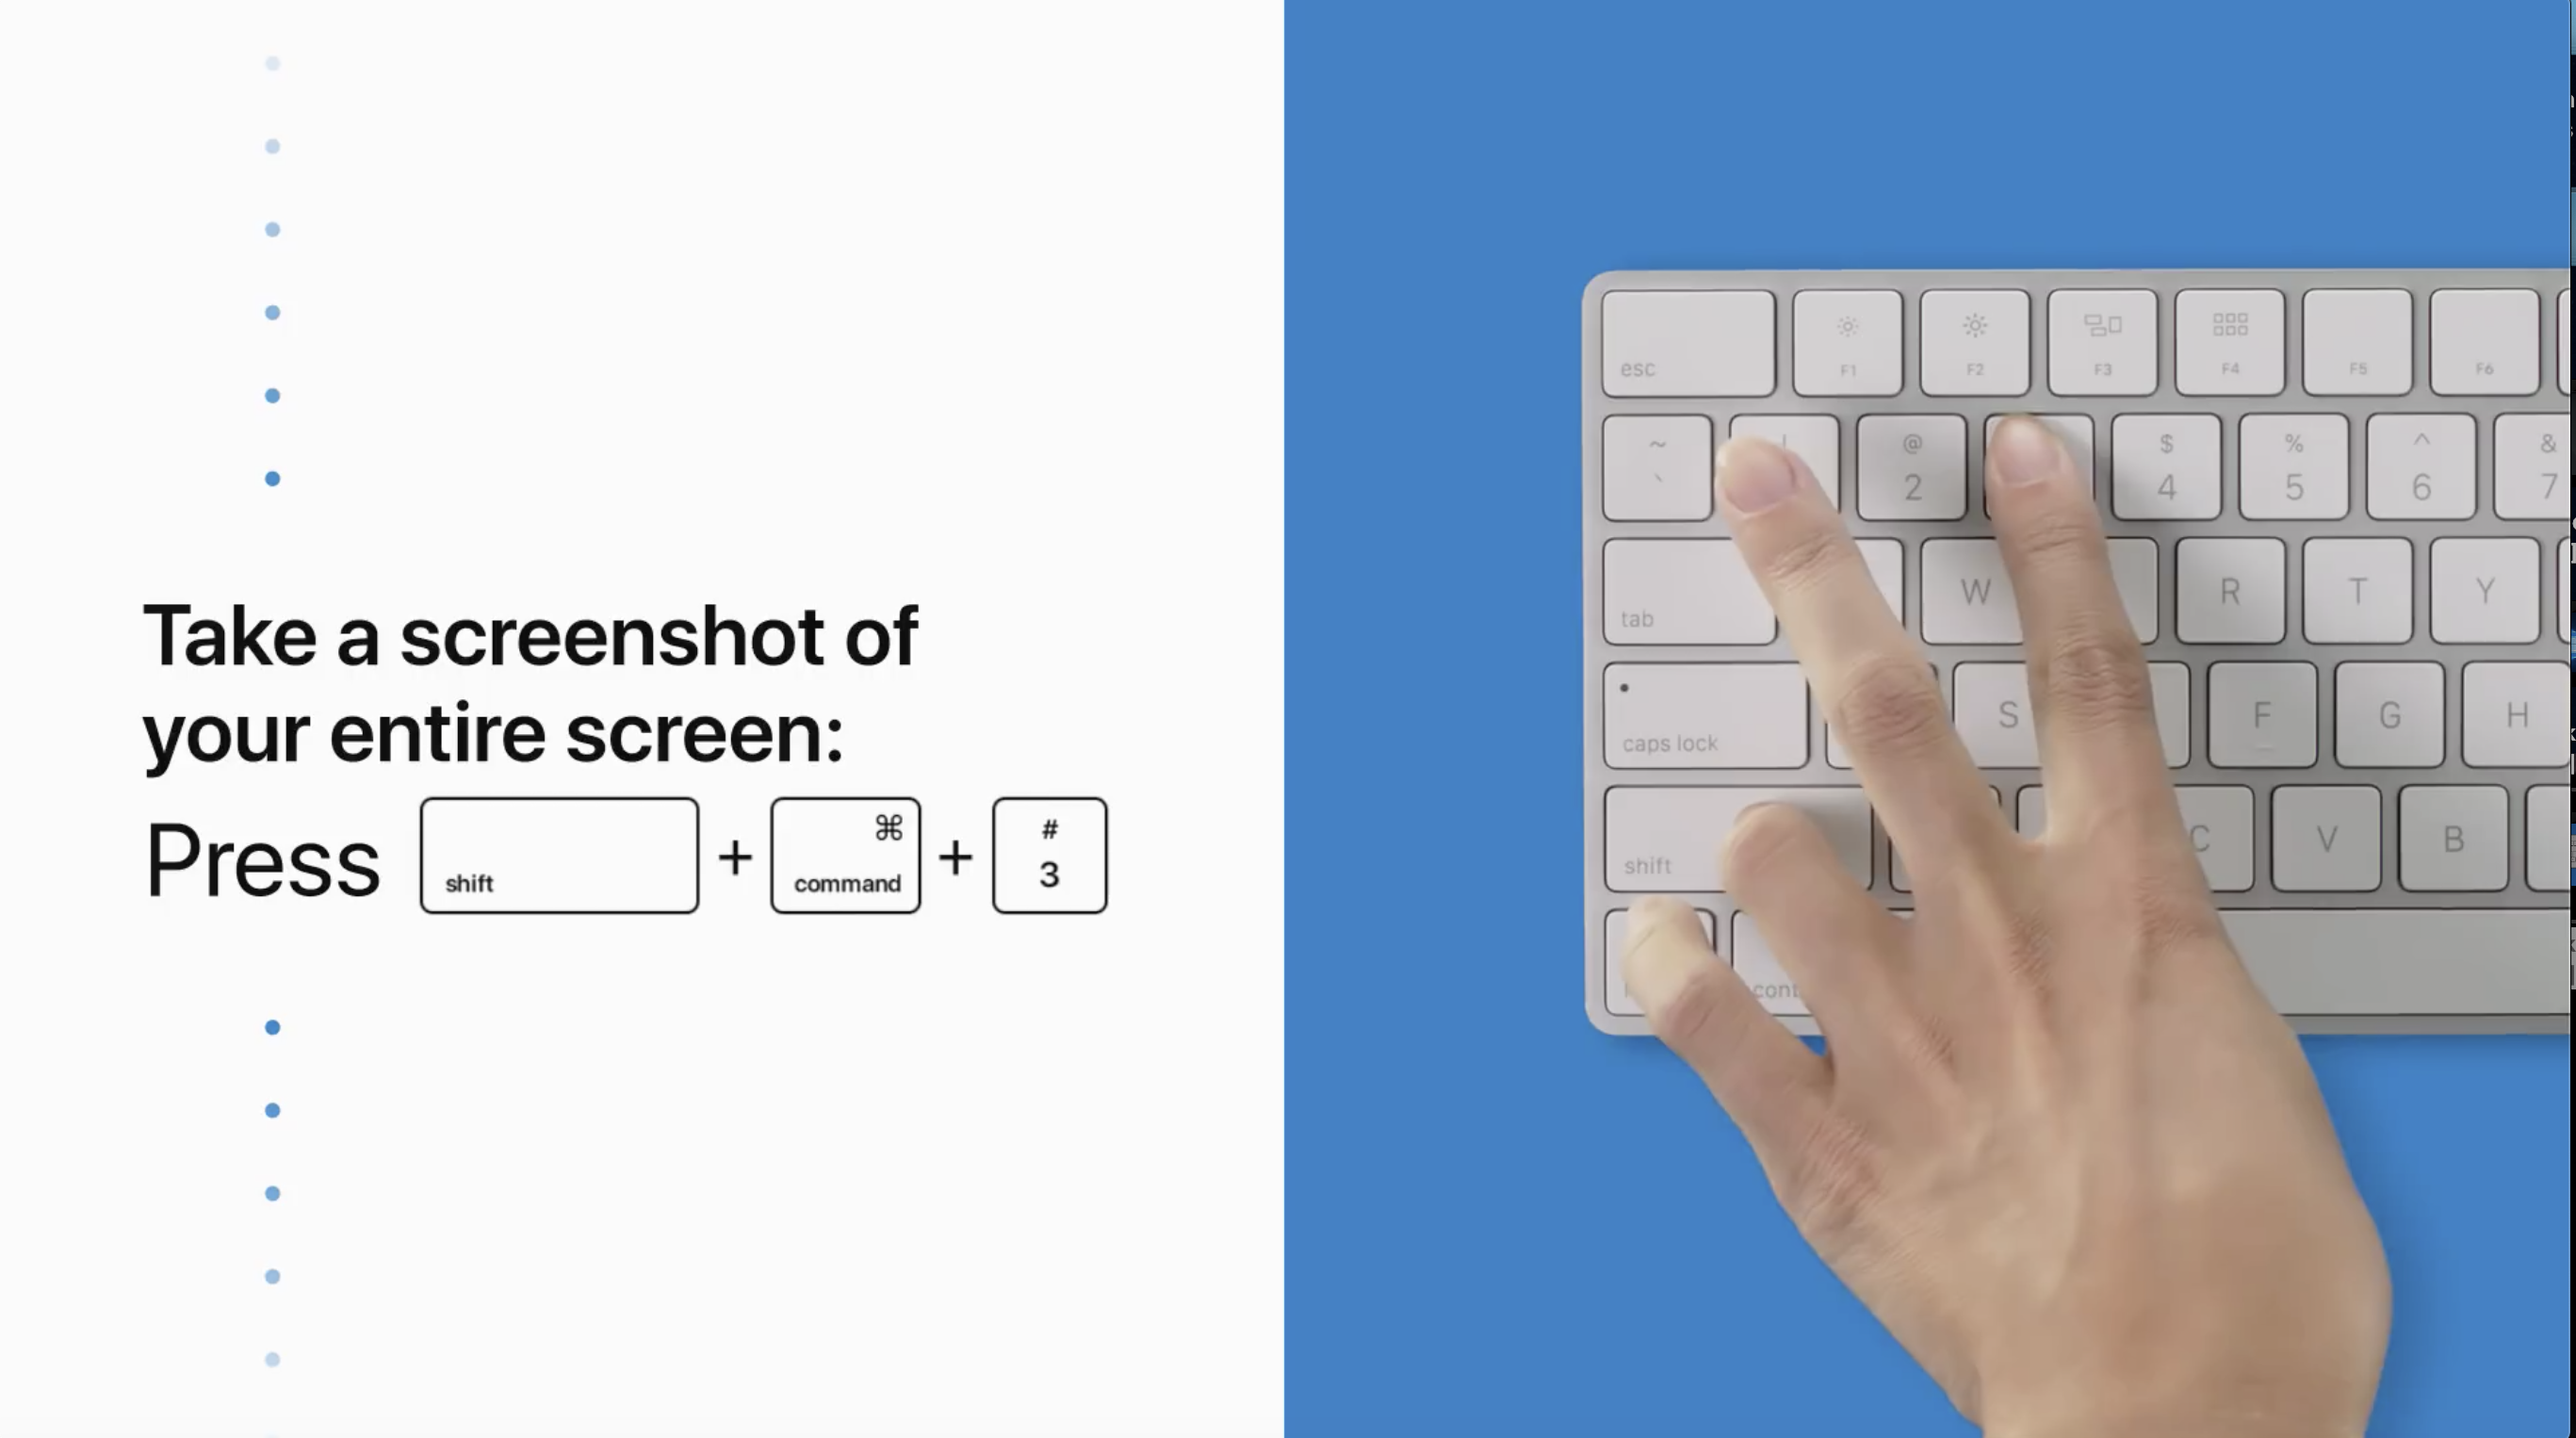 Take a screenshot of
your entire screen:
Press shift + ⌘ command + # 3
esc F1 F2 F3 F4 F5 F6
~ ` @ 2 $ 4 % 5 ^ 6 & 7
tab W R T Y
caps lock S F G H
shift C V B
cont